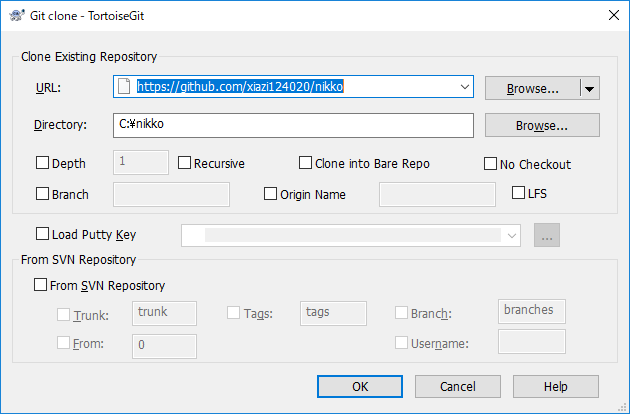 Git clone - TortoiseGit
Clone Existing Repository
URL: https://github.com/xiazi124020/nikko Browse...
Directory: C:¥nikko Browse...
Depth 1 Recursive Clone into Bare Repo No Checkout
Branch Origin Name LFS
Load Putty Key ...
From SVN Repository
From SVN Repository
Trunk: trunk Tags: tags Branch: branches
From: 0 Username:
OK Cancel Help